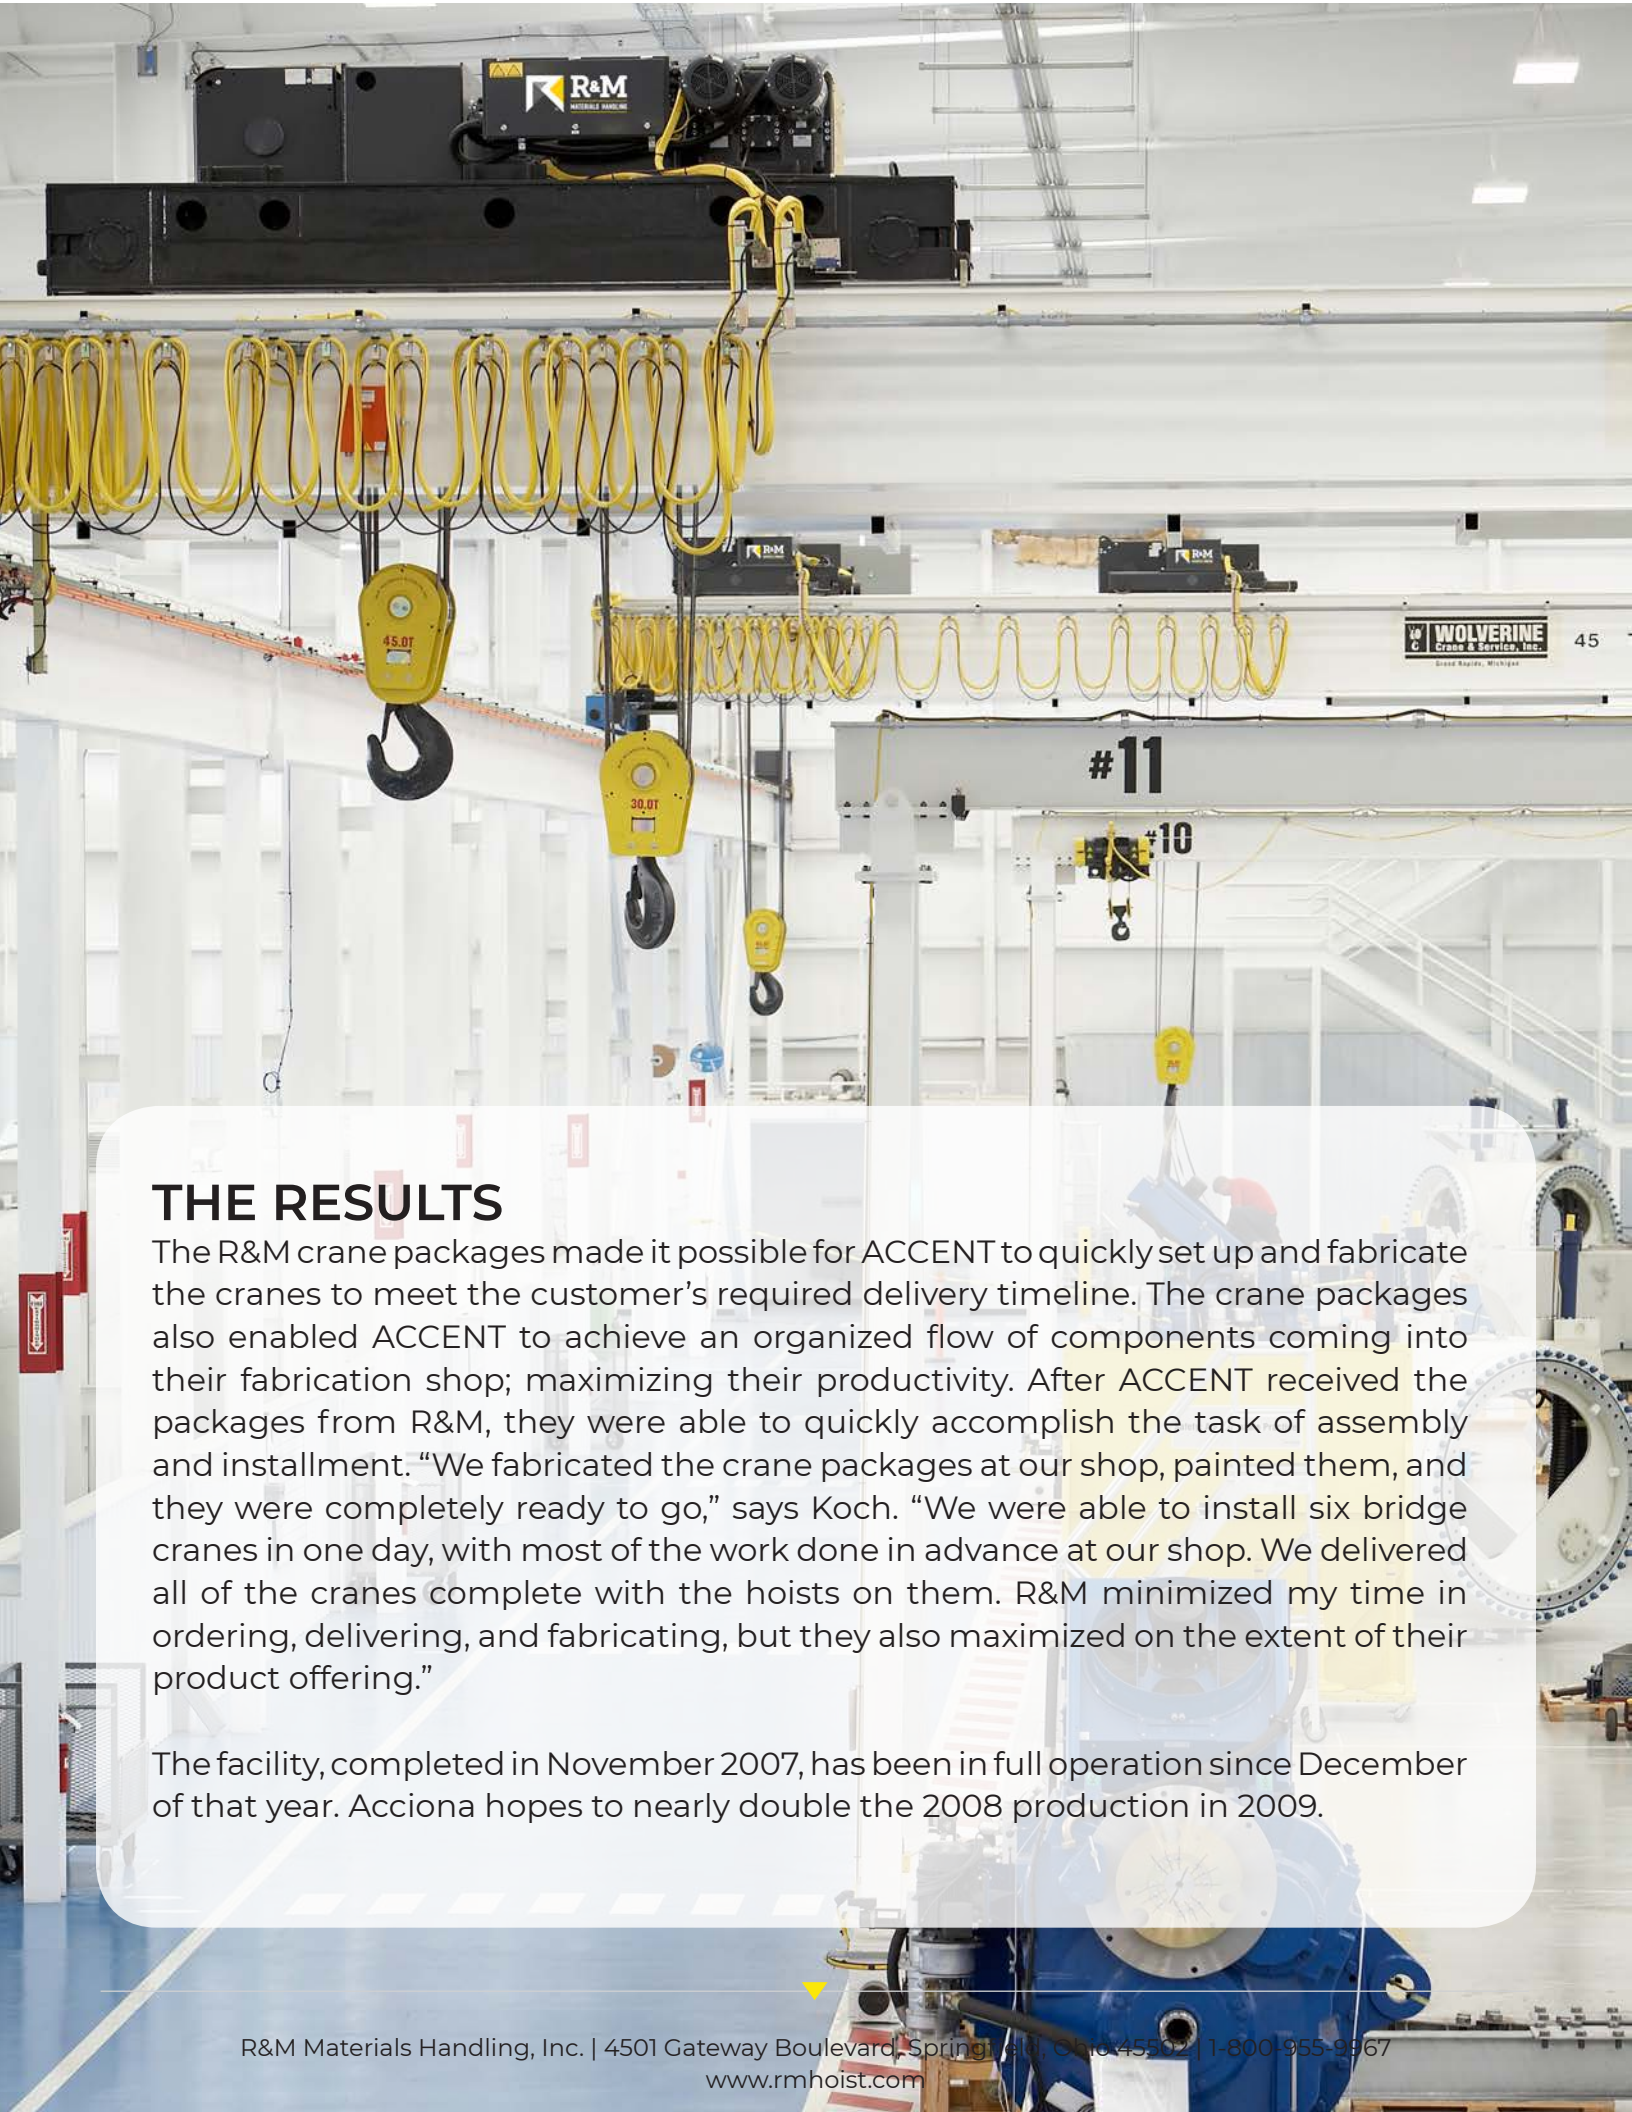 R&M
MATERIALS HANDLING
R&M
R&M
45.0T
WOLVERINE
Crane & Service, Inc.
Grand Rapids, Michigan
45
#11
30.0T
#10
THE RESULTS
The R&M crane packages made it possible for ACCENT to quickly set up and fabricate
the cranes to meet the customer’s required delivery timeline. The crane packages
also enabled ACCENT to achieve an organized flow of components coming into
their fabrication shop; maximizing their productivity. After ACCENT received the
packages from R&M, they were able to quickly accomplish the task of assembly
and installment. “We fabricated the crane packages at our shop, painted them, and
they were completely ready to go,” says Koch. “We were able to install six bridge
cranes in one day, with most of the work done in advance at our shop. We delivered
all of the cranes complete with the hoists on them. R&M minimized my time in
ordering, delivering, and fabricating, but they also maximized on the extent of their
product offering.”
The facility, completed in November 2007, has been in full operation since December
of that year. Acciona hopes to nearly double the 2008 production in 2009.
R&M Materials Handling, Inc. | 4501 Gateway Boulevard, Springfield, Ohio 45502 | 1-800-955-9967
www.rmhoist.com